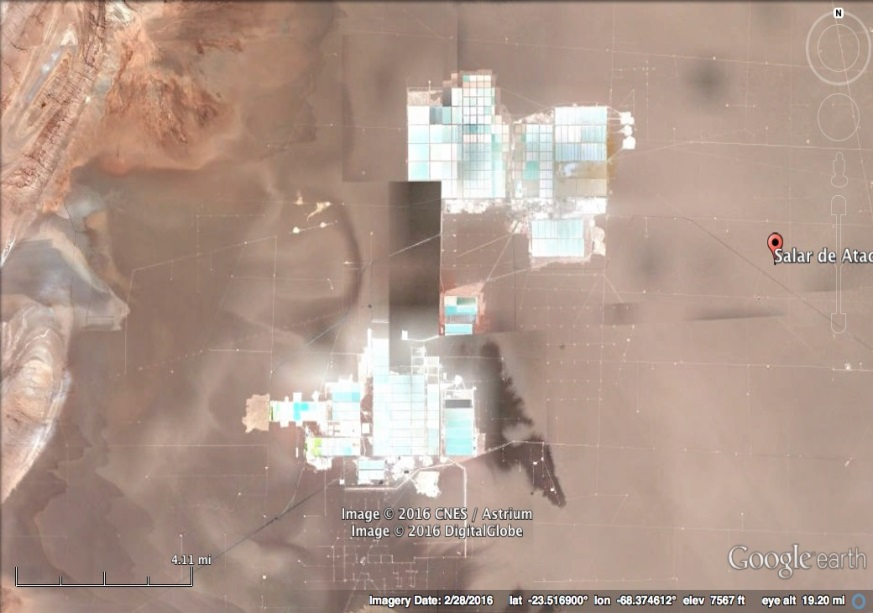 N
Salar de Atac
Image © 2016 CNES / Astrium
Image © 2016 DigitalGlobe
4.11 mi
Google earth
Imagery Date: 2/28/2016 lat -23.516900° lon -68.374612° elev 7567 ft eye alt 19.20 mi